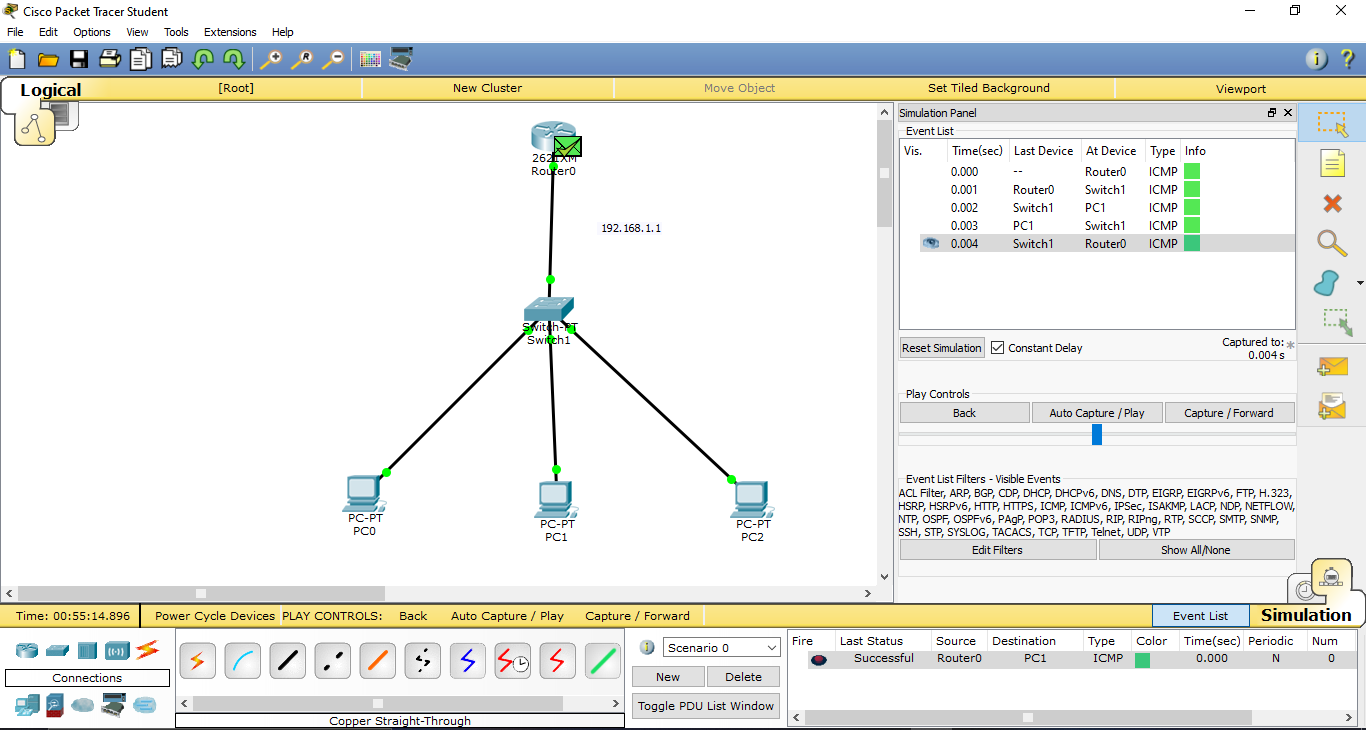 Cisco Packet Tracer Student
File Edit Options View Tools Extensions Help
Logical [Root] New Cluster Move Object Set Tiled Background Viewport
2621XM
Router0
192.168.1.1
Switch-PT
Switch1
PC-PT
PC0
PC-PT
PC1
PC-PT
PC2
Simulation Panel
Event List
Vis. Time(sec) Last Device At Device Type Info
0.000 -- Router0 ICMP
0.001 Router0 Switch1 ICMP
0.002 Switch1 PC1 ICMP
0.003 PC1 Switch1 ICMP
0.004 Switch1 Router0 ICMP
Reset Simulation Constant Delay Captured to: *
0.004 s
Play Controls
Back Auto Capture / Play Capture / Forward
Event List Filters - Visible Events
ACL Filter, ARP, BGP, CDP, DHCP, DHCPv6, DNS, DTP, EIGRP, EIGRPv6, FTP, H.323,
HSRP, HSRPv6, HTTP, HTTPS, ICMP, ICMPv6, IPSec, ISAKMP, LACP, NDP, NETFLOW,
NTP, OSPF, OSPFv6, PAgP, POP3, RADIUS, RIP, RIPng, RTP, SCCP, SMTP, SNMP,
SSH, STP, SYSLOG, TACACS, TCP, TFTP, Telnet, UDP, VTP
Edit Filters Show All/None
Time: 00:55:14.896 Power Cycle Devices PLAY CONTROLS: Back Auto Capture / Play Capture / Forward Event List Simulation
Connections
Copper Straight-Through
Scenario 0
New Delete
Toggle PDU List Window
Fire Last Status Source Destination Type Color Time(sec) Periodic Num
Successful Router0 PC1 ICMP 0.000 N 0